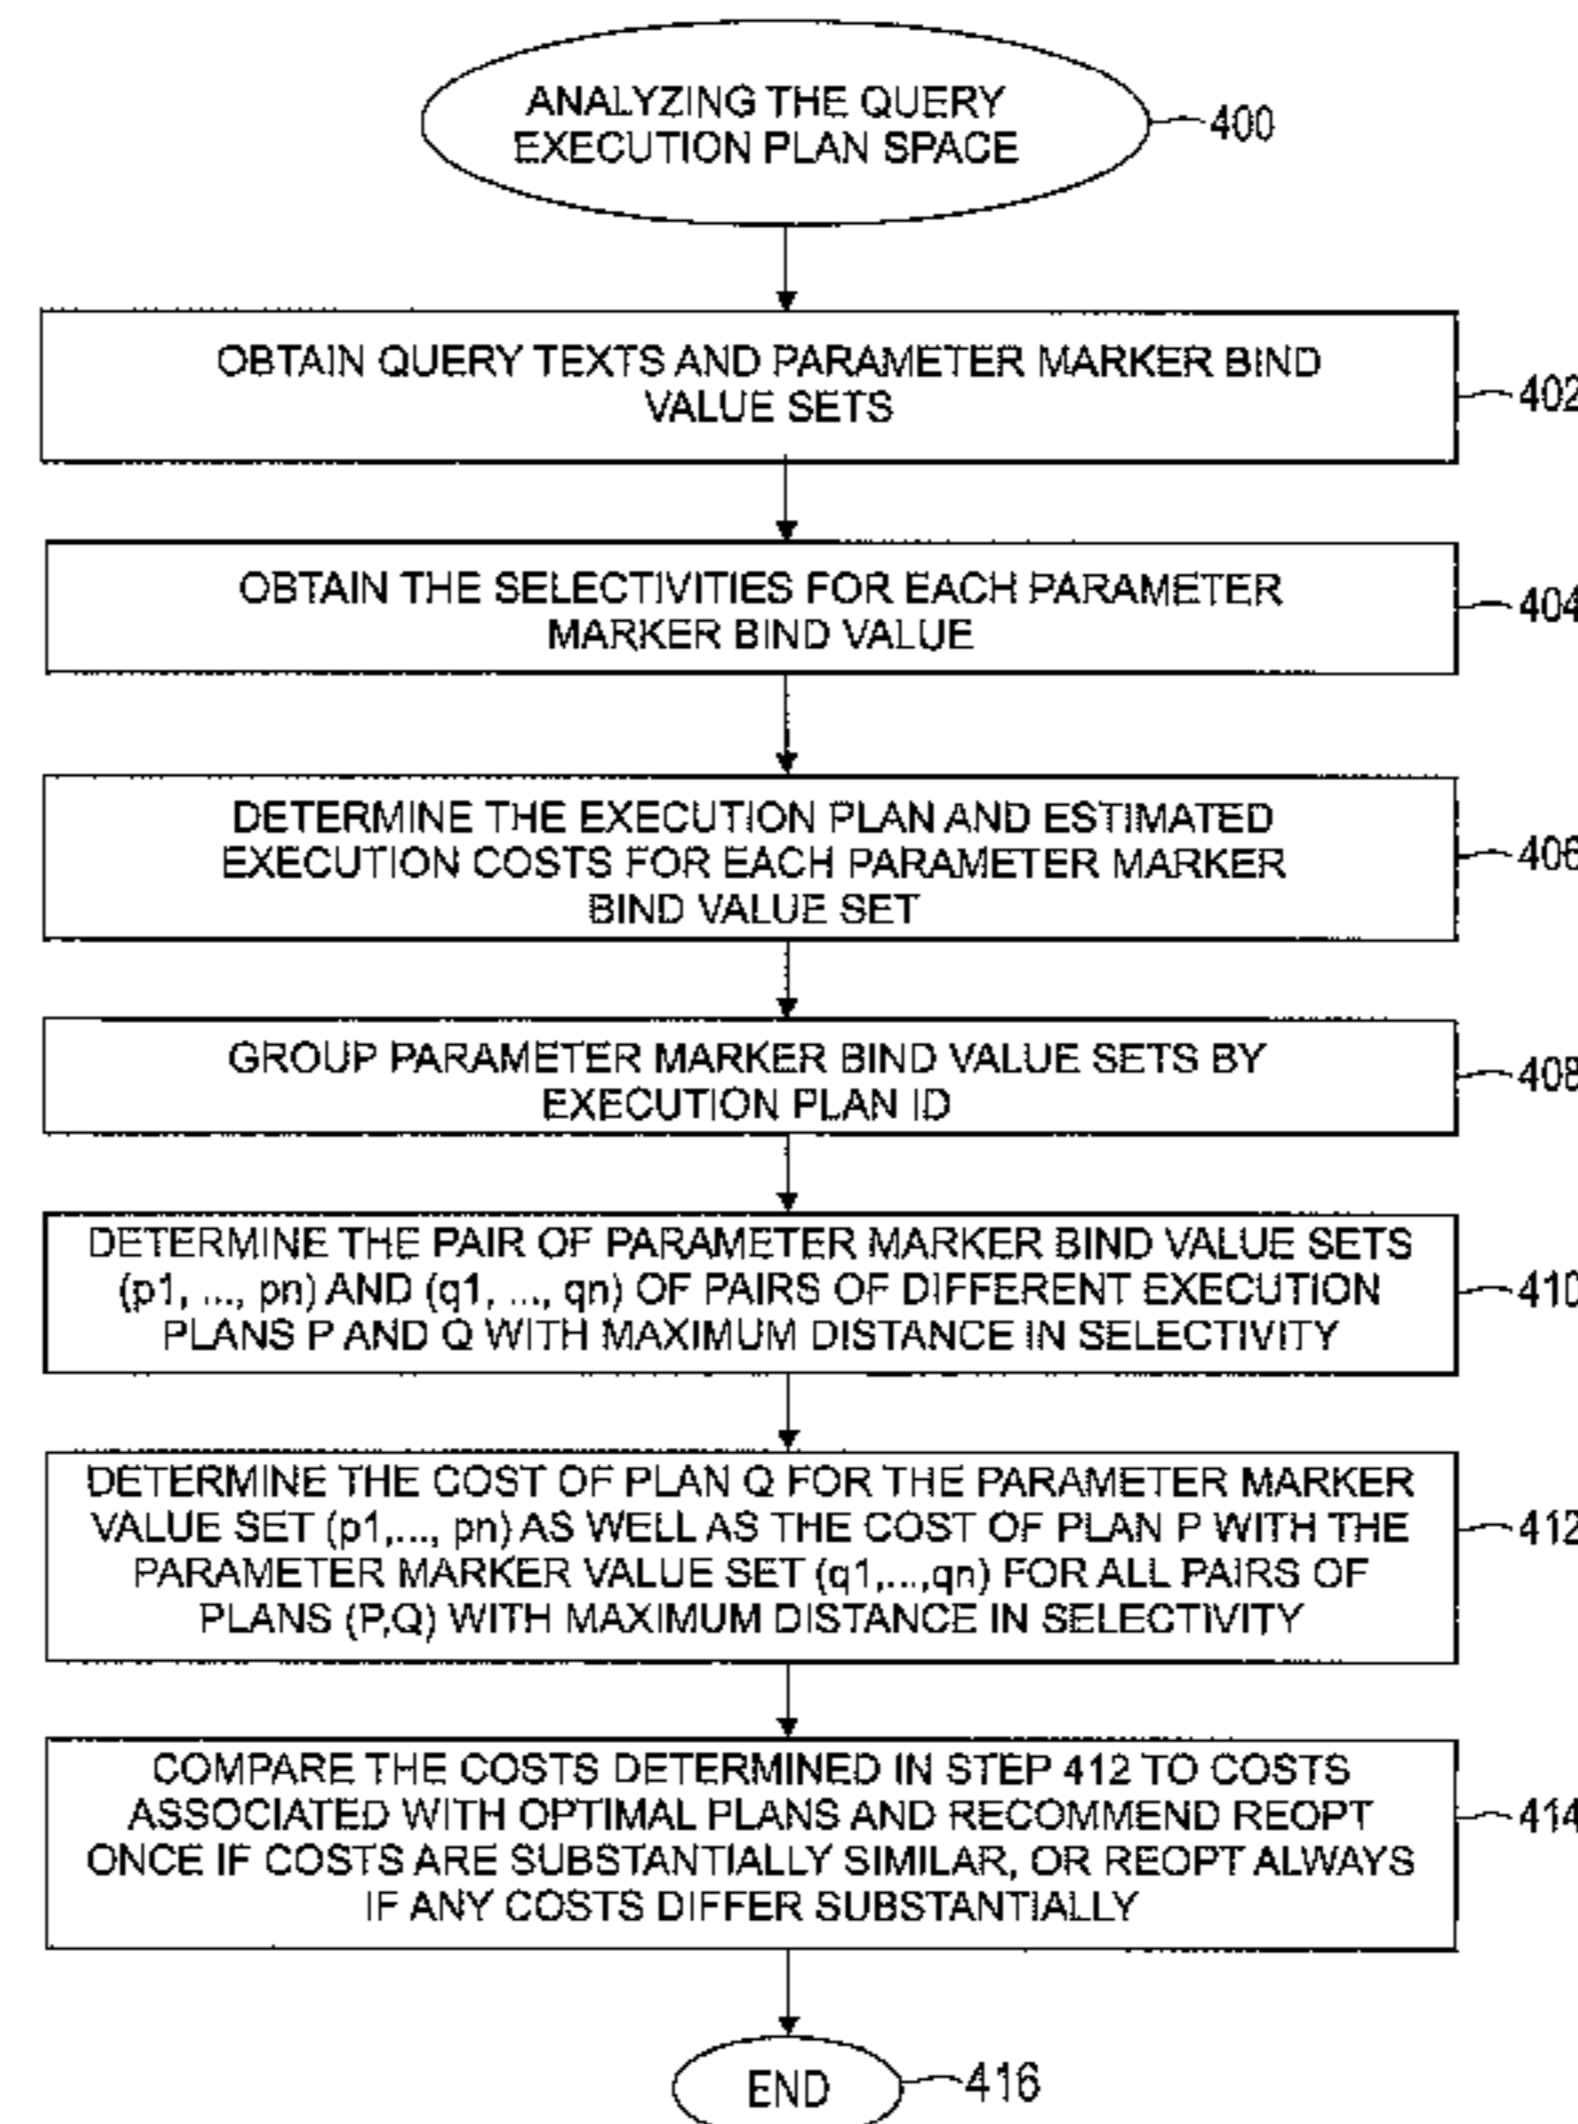 ANALYZING THE QUERY
EXECUTION PLAN SPACE
400
OBTAIN QUERY TEXTS AND PARAMETER MARKER BIND
VALUE SETS
402
OBTAIN THE SELECTIVITIES FOR EACH PARAMETER
MARKER BIND VALUE
404
DETERMINE THE EXECUTION PLAN AND ESTIMATED
EXECUTION COSTS FOR EACH PARAMETER MARKER
BIND VALUE SET
406
GROUP PARAMETER MARKER BIND VALUE SETS BY
EXECUTION PLAN ID
408
DETERMINE THE PAIR OF PARAMETER MARKER BIND VALUE SETS
(p1, ..., pn) AND (q1, ..., qn) OF PAIRS OF DIFFERENT EXECUTION
PLANS P AND Q WITH MAXIMUM DISTANCE IN SELECTIVITY
410
DETERMINE THE COST OF PLAN Q FOR THE PARAMETER MARKER
VALUE SET (p1,..., pn) AS WELL AS THE COST OF PLAN P WITH THE
PARAMETER MARKER VALUE SET (q1,...,qn) FOR ALL PAIRS OF
PLANS (P,Q) WITH MAXIMUM DISTANCE IN SELECTIVITY
412
COMPARE THE COSTS DETERMINED IN STEP 412 TO COSTS
ASSOCIATED WITH OPTIMAL PLANS AND RECOMMEND REOPT
ONCE IF COSTS ARE SUBSTANTIALLY SIMILAR, OR REOPT ALWAYS
IF ANY COSTS DIFFER SUBSTANTIALLY
414
END
416